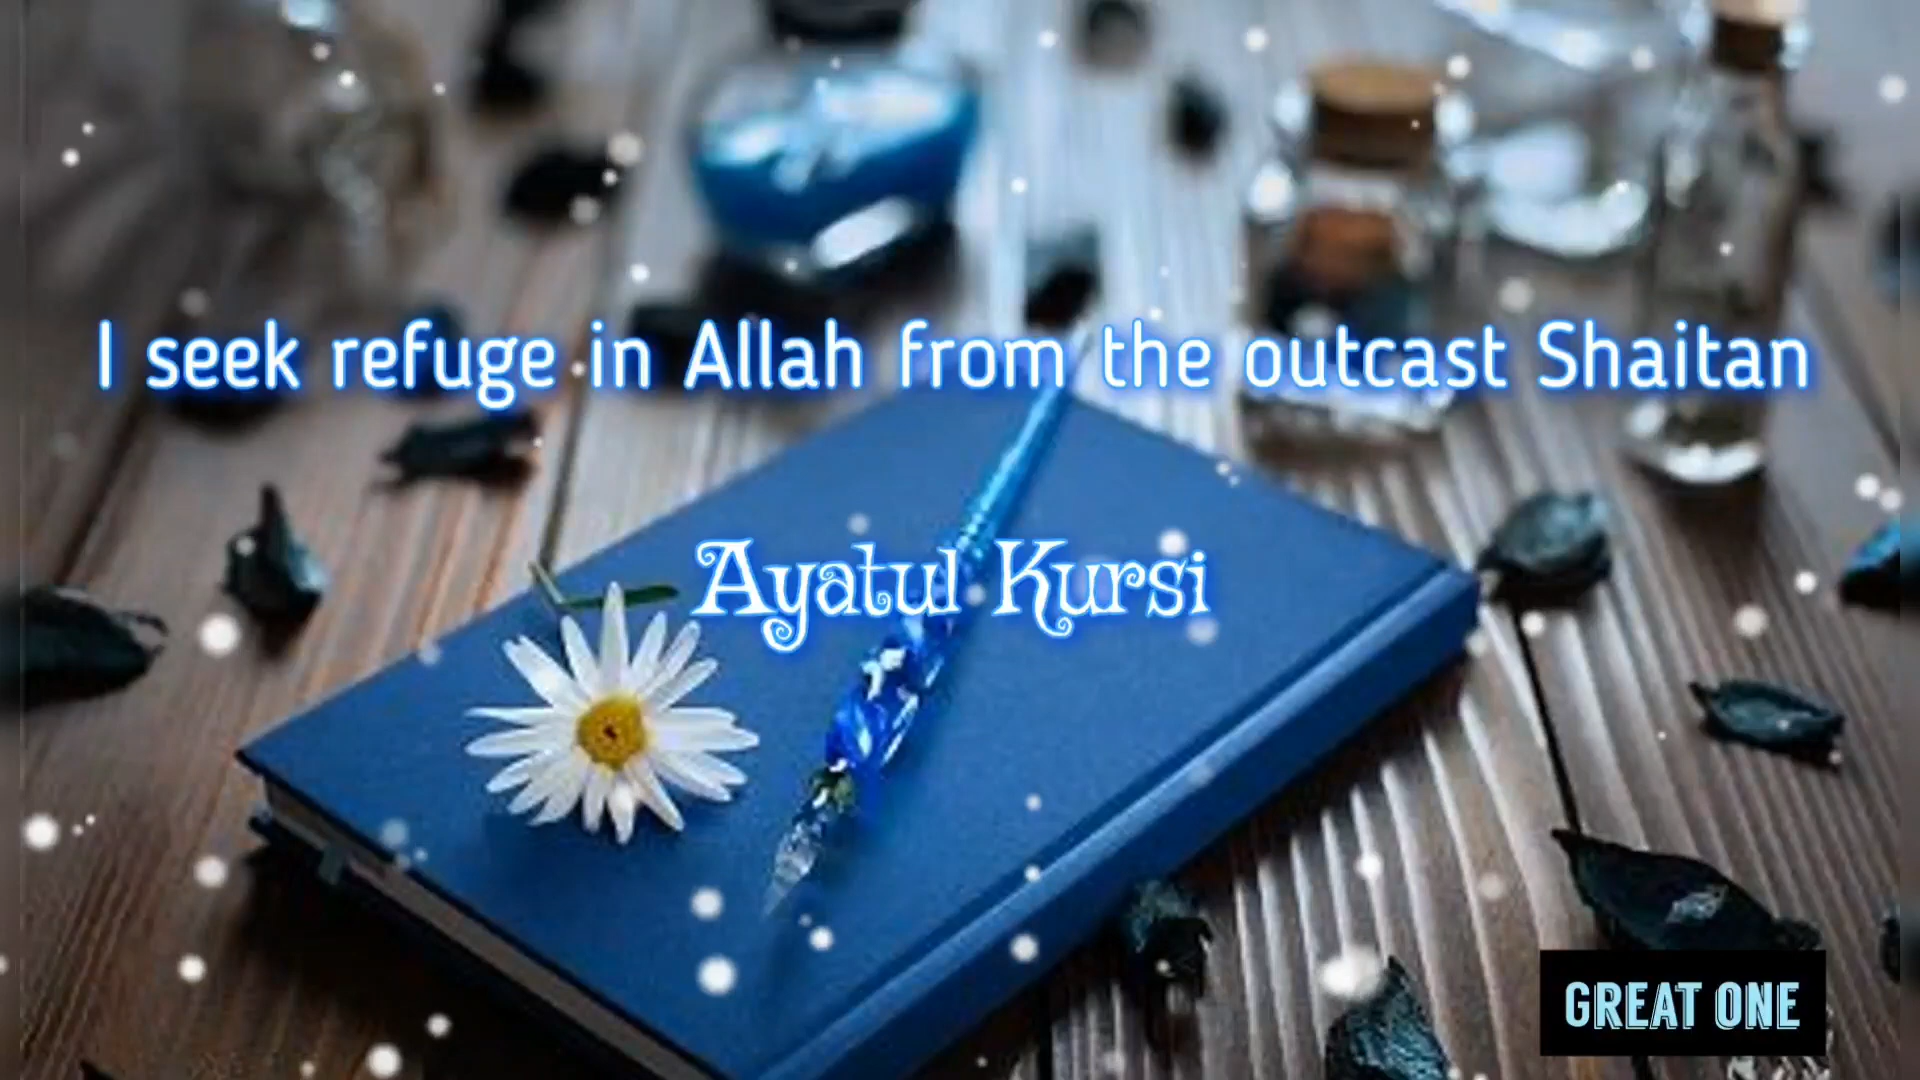 I seek refuge in Allah from the outcast Shaitan
Ayatul Kursi
GREAT ONE